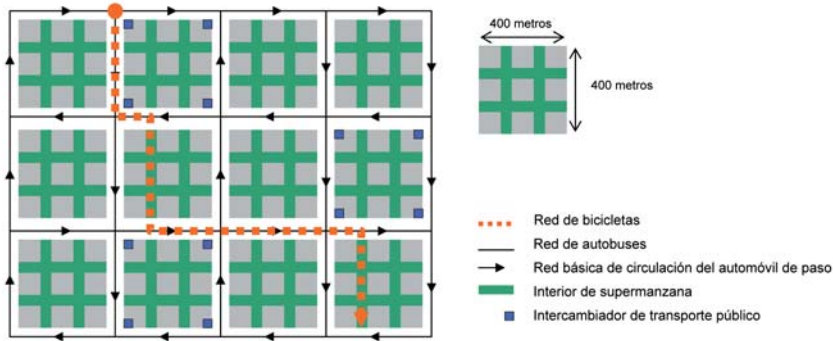 400 metros
400 metros
Red de bicicletas
Red de autobuses
Red básica de circulación del automóvil de paso
Interior de supermanzana
Intercambiador de transporte público